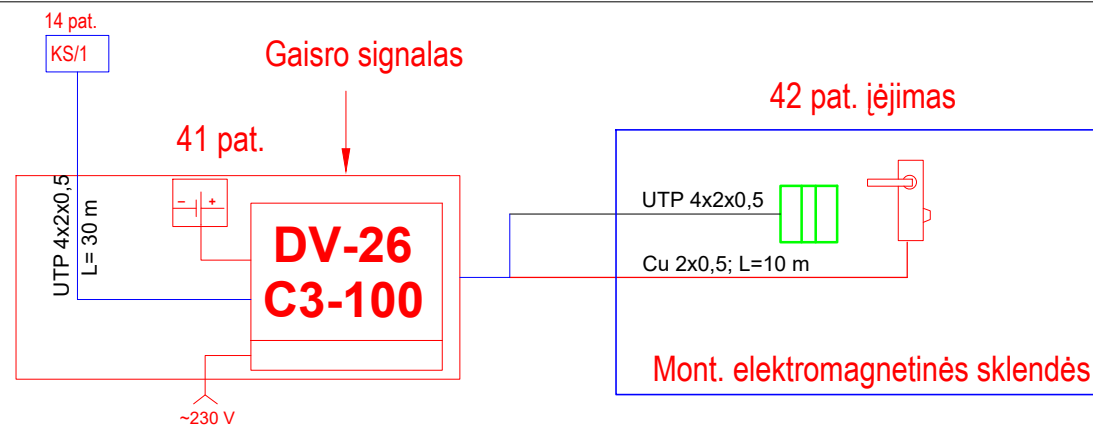 14 pat.
KS/1
Gaisro signalas
41 pat.
42 pat. įėjimas
UTP 4x2x0,5
L= 30 m
- +
DV-26
C3-100
~230 V
UTP 4x2x0,5
Cu 2x0,5; L=10 m
Mont. elektromagnetinės sklendės